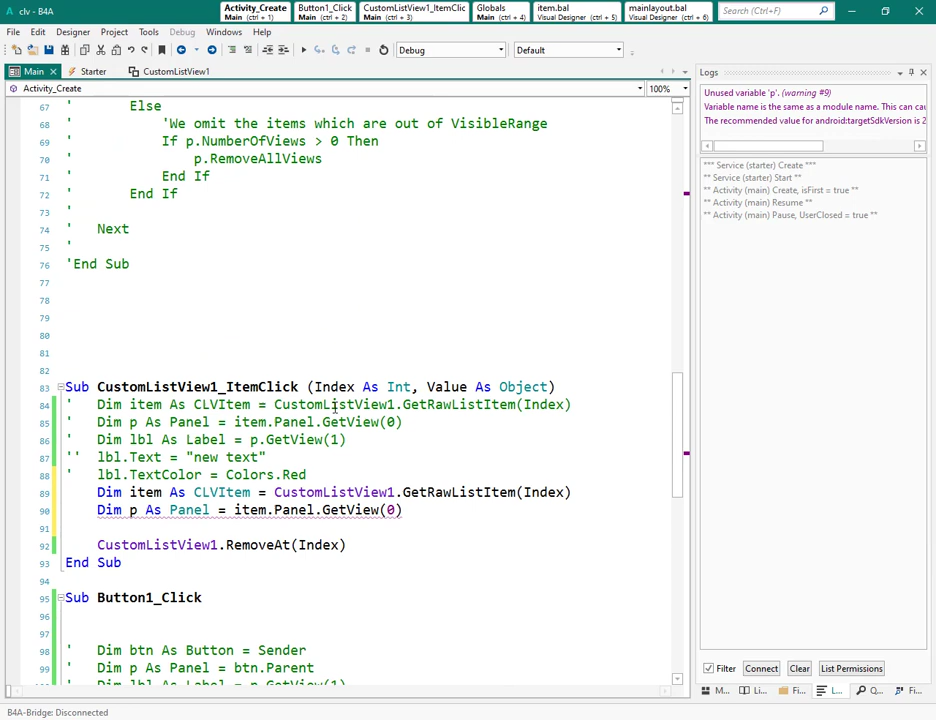 clv - B4A
Activity_Create
Main (ctrl + 1)
Button1_Click
Main (ctrl + 2)
CustomListView1_ItemClic
Main (ctrl + 3)
Globals
Main (ctrl + 4)
item.bal
Visual Designer (ctrl + 5)
mainlayout.bal
Visual Designer (ctrl + 6)
Search (Ctrl+F)
File Edit Designer Project Tools Debug Windows Help
Debug Default
Main Starter CustomListView1
Activity_Create 100%
67 ' Else
68 ' 'We omit the items which are out of VisibleRange
69 ' If p.NumberOfViews > 0 Then
70 ' p.RemoveAllViews
71 ' End If
72 ' End If
73 '
74 ' Next
75 '
76 'End Sub
77
78
79
80
81
82
83 Sub CustomListView1_ItemClick (Index As Int, Value As Object)
84 ' Dim item As CLVItem = CustomListView1.GetRawListItem(Index)
85 ' Dim p As Panel = item.Panel.GetView(0)
86 ' Dim lbl As Label = p.GetView(1)
87 '' lbl.Text = "new text"
88 ' lbl.TextColor = Colors.Red
89 Dim item As CLVItem = CustomListView1.GetRawListItem(Index)
90 Dim p As Panel = item.Panel.GetView(0)
91
92 CustomListView1.RemoveAt(Index)
93 End Sub
94
95 Sub Button1_Click
96
97
98 ' Dim btn As Button = Sender
99 ' Dim p As Panel = btn.Parent
' Dim lbl As Label = p.GetView(1)
Logs
Unused variable 'p'. (warning #9)
Variable name is the same as a module name. This can cau
The recommended value for android:targetSdkVersion is 2
*** Service (starter) Create ***
** Service (starter) Start **
** Activity (main) Create, isFirst = true **
** Activity (main) Resume **
** Activity (main) Pause, UserClosed = true **
Filter Connect Clear List Permissions
M... Li... Fi... L... Q... Fi...
B4A-Bridge: Disconnected